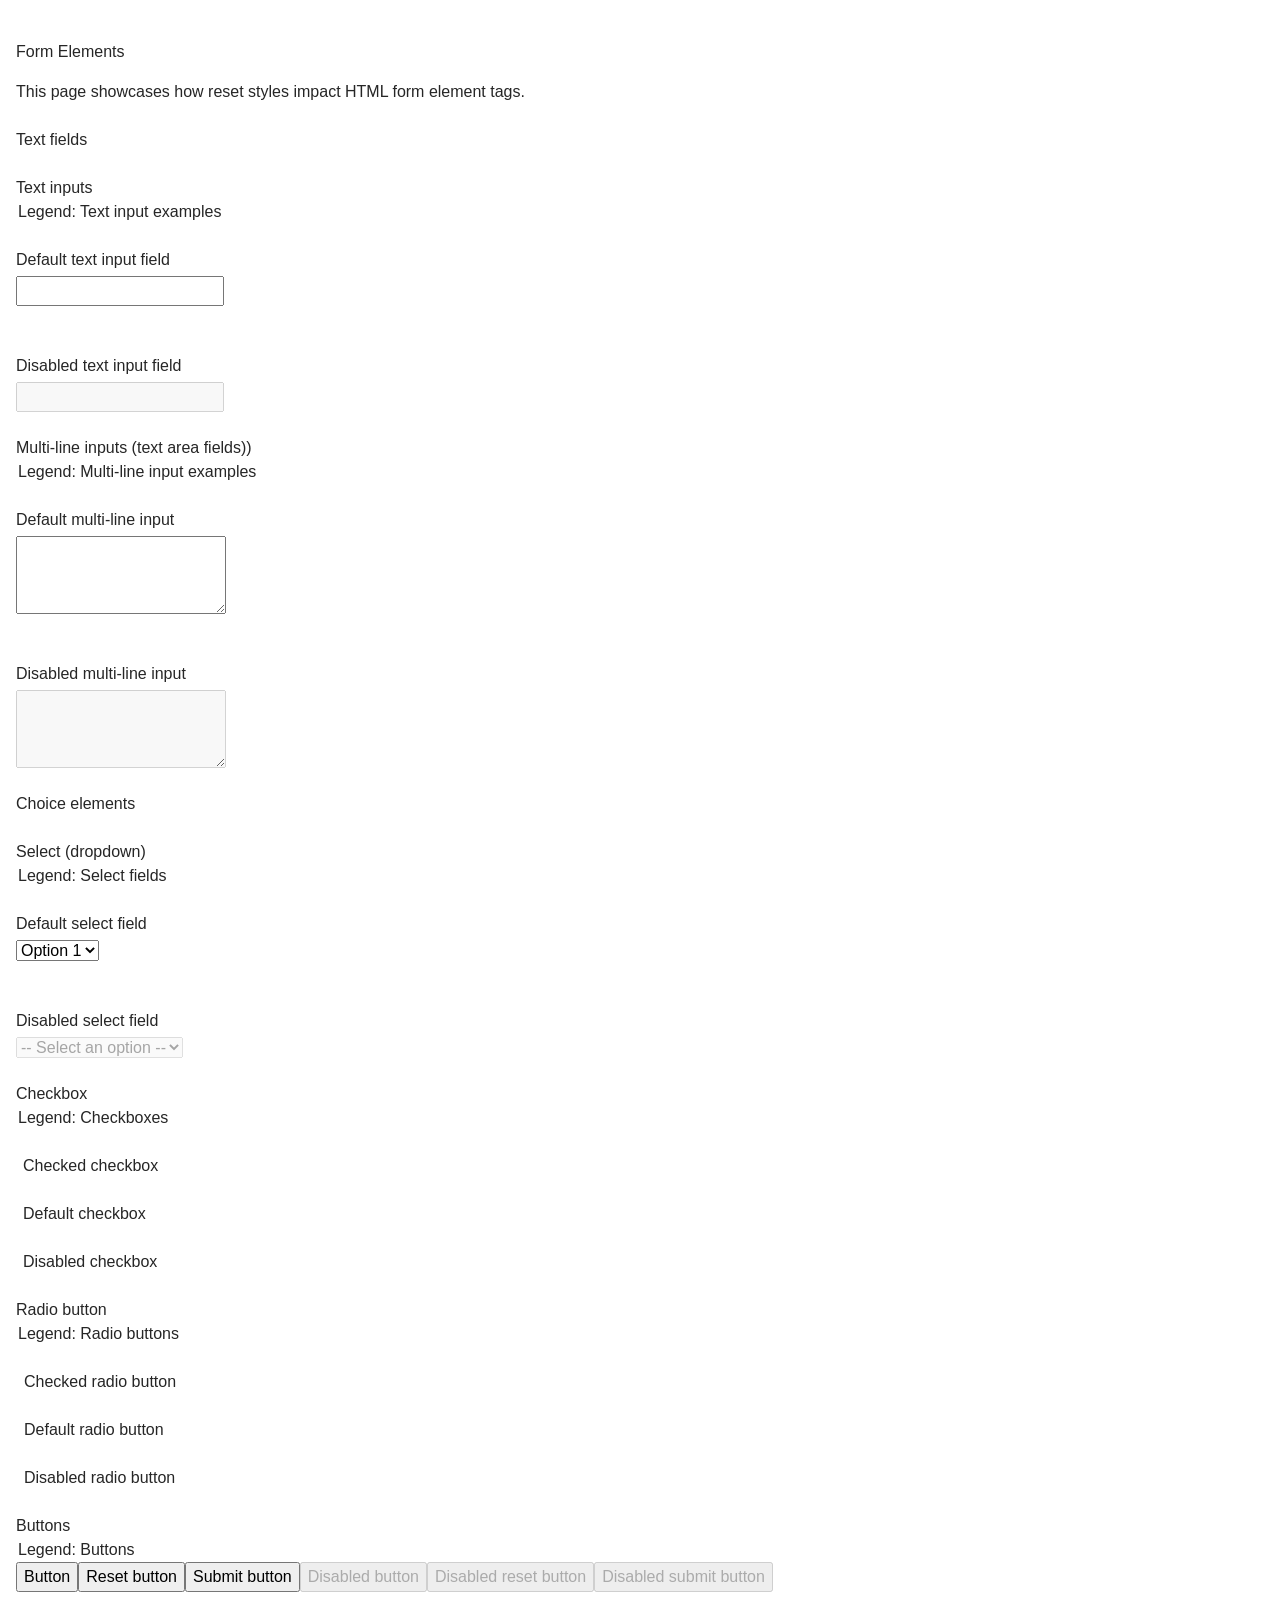 Form Elements
This page showcases how reset styles impact HTML form element tags.
Text fields
Text inputs
Legend: Text input examples
Default text input field
Disabled text input field
Multi-line inputs (text area fields))
Legend: Multi-line input examples
Default multi-line input
Disabled multi-line input
Choice elements
Select (dropdown)
Legend: Select fields
Default select field
Option 1
Disabled select field
-- Select an option --
Checkbox
Legend: Checkboxes
Checked checkbox
Default checkbox
Disabled checkbox
Radio button
Legend: Radio buttons
Checked radio button
Default radio button
Disabled radio button
Buttons
Legend: Buttons
Button Reset button Submit button Disabled button Disabled reset button Disabled submit button